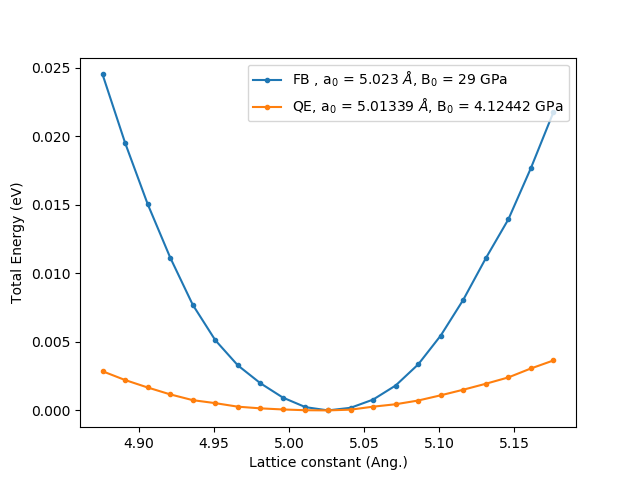 FB , a₀ = 5.023 Å, B₀ = 29 GPa
QE, a₀ = 5.01339 Å, B₀ = 4.12442 GPa
Total Energy (eV)
0.025
0.020
0.015
0.010
0.005
0.000
4.90 4.95 5.00 5.05 5.10 5.15
Lattice constant (Ang.)